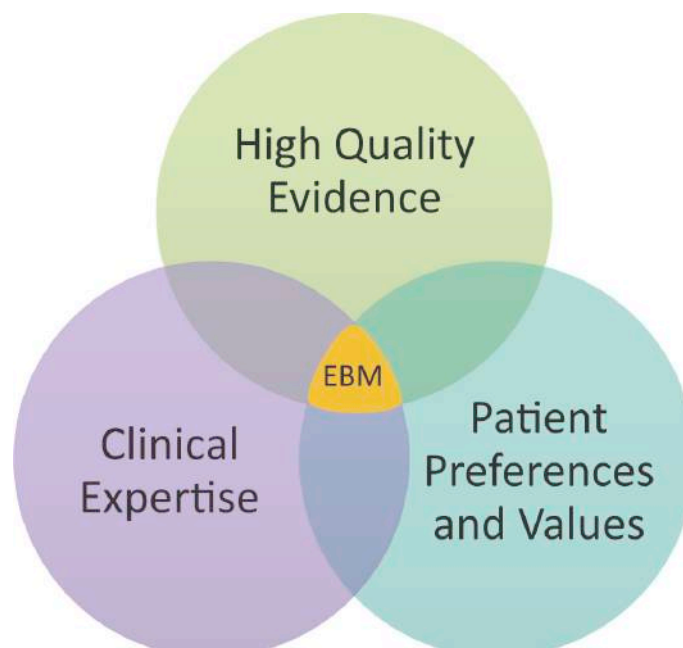 High Quality
Evidence
EBM
Clinical
Expertise
Patient
Preferences
and Values